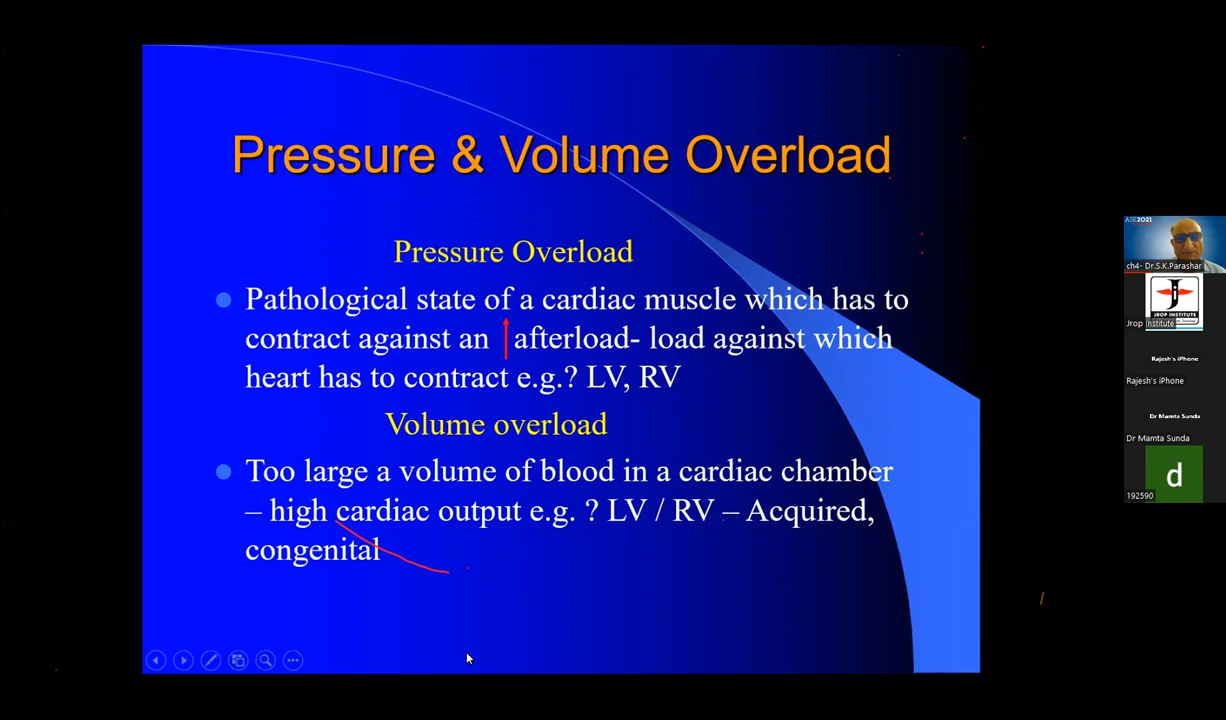 Pressure & Volume Overload
Pressure Overload
Pathological state of a cardiac muscle which has to
contract against an ↑ afterload- load against which
heart has to contract e.g.? LV, RV
Volume overload
Too large a volume of blood in a cardiac chamber
– high cardiac output e.g. ? LV / RV – Acquired,
congenital
ASE2021
ch4- Dr.S.K.Parashar
J
JROP INSTITUTE
Jrop Institute
Rajesh's iPhone
Rajesh's iPhone
Dr Mamta Sunda
Dr Mamta Sunda
d
192590